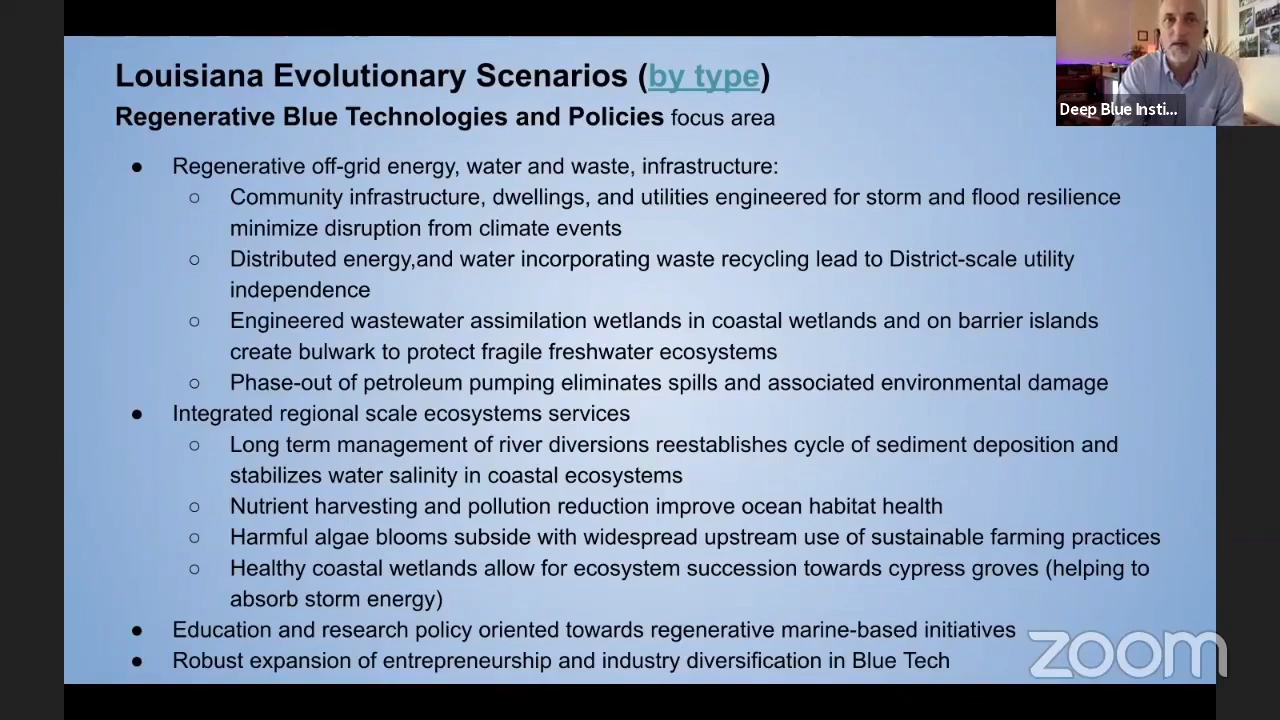 Louisiana Evolutionary Scenarios (by type)
Regenerative Blue Technologies and Policies focus area
● Regenerative off-grid energy, water and waste, infrastructure:
○ Community infrastructure, dwellings, and utilities engineered for storm and flood resilience
minimize disruption from climate events
○ Distributed energy,and water incorporating waste recycling lead to District-scale utility
independence
○ Engineered wastewater assimilation wetlands in coastal wetlands and on barrier islands
create bulwark to protect fragile freshwater ecosystems
○ Phase-out of petroleum pumping eliminates spills and associated environmental damage
● Integrated regional scale ecosystems services
○ Long term management of river diversions reestablishes cycle of sediment deposition and
stabilizes water salinity in coastal ecosystems
○ Nutrient harvesting and pollution reduction improve ocean habitat health
○ Harmful algae blooms subside with widespread upstream use of sustainable farming practices
○ Healthy coastal wetlands allow for ecosystem succession towards cypress groves (helping to
absorb storm energy)
● Education and research policy oriented towards regenerative marine-based initiatives
● Robust expansion of entrepreneurship and industry diversification in Blue Tech
Deep Blue Insti...
zoom